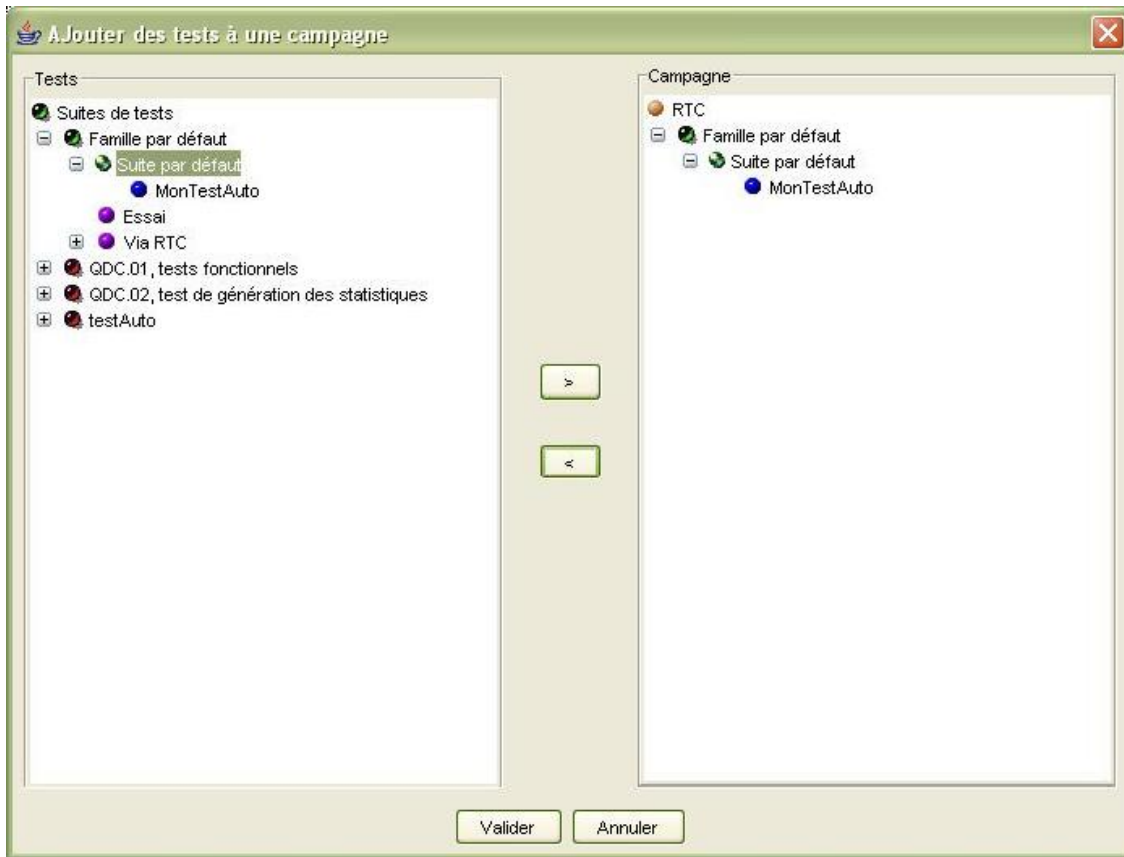 AJouter des tests à une campagne
Tests
Suites de tests
Famille par défaut
Suite par défaut
MonTestAuto
Essai
Via RTC
QDC.01, tests fonctionnels
QDC.02, test de génération des statistiques
testAuto
>
<
Campagne
RTC
Famille par défaut
Suite par défaut
MonTestAuto
Valider
Annuler